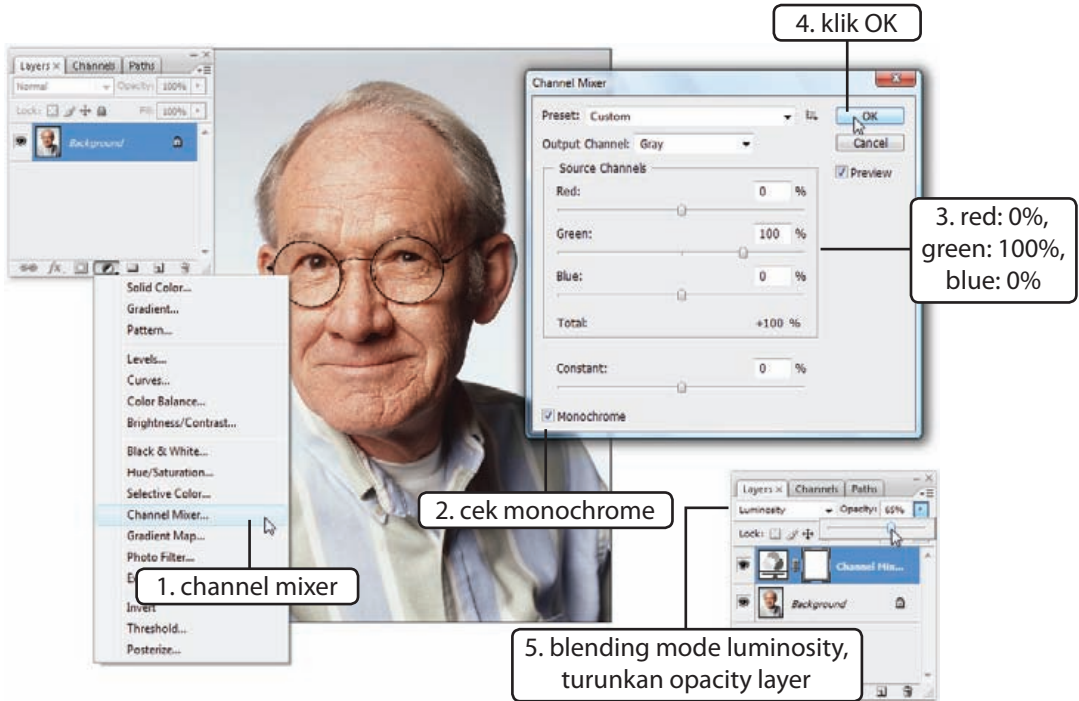 4. klik OK
Layers × Channels Paths
Normal Opacity: 100%
Lock: Fill: 100%
Background
Channel Mixer
Preset: Custom
OK
Output Channel: Gray
Cancel
Source Channels
Preview
Red: 0 %
Green: 100 %
Blue: 0 %
Total: +100 %
Constant: 0 %
Monochrome
3. red: 0%,
green: 100%,
blue: 0%
Solid Color...
Gradient...
Pattern...
Levels...
Curves...
Color Balance...
Brightness/Contrast...
Black & White...
Hue/Saturation...
Selective Color...
Channel Mixer...
Gradient Map...
Photo Filter...
Invert
Threshold...
Posterize...
1. channel mixer
2. cek monochrome
Layers × Channels Paths
Luminosity Opacity: 65%
Lock:
Channel Mix...
Background
5. blending mode luminosity,
turunkan opacity layer